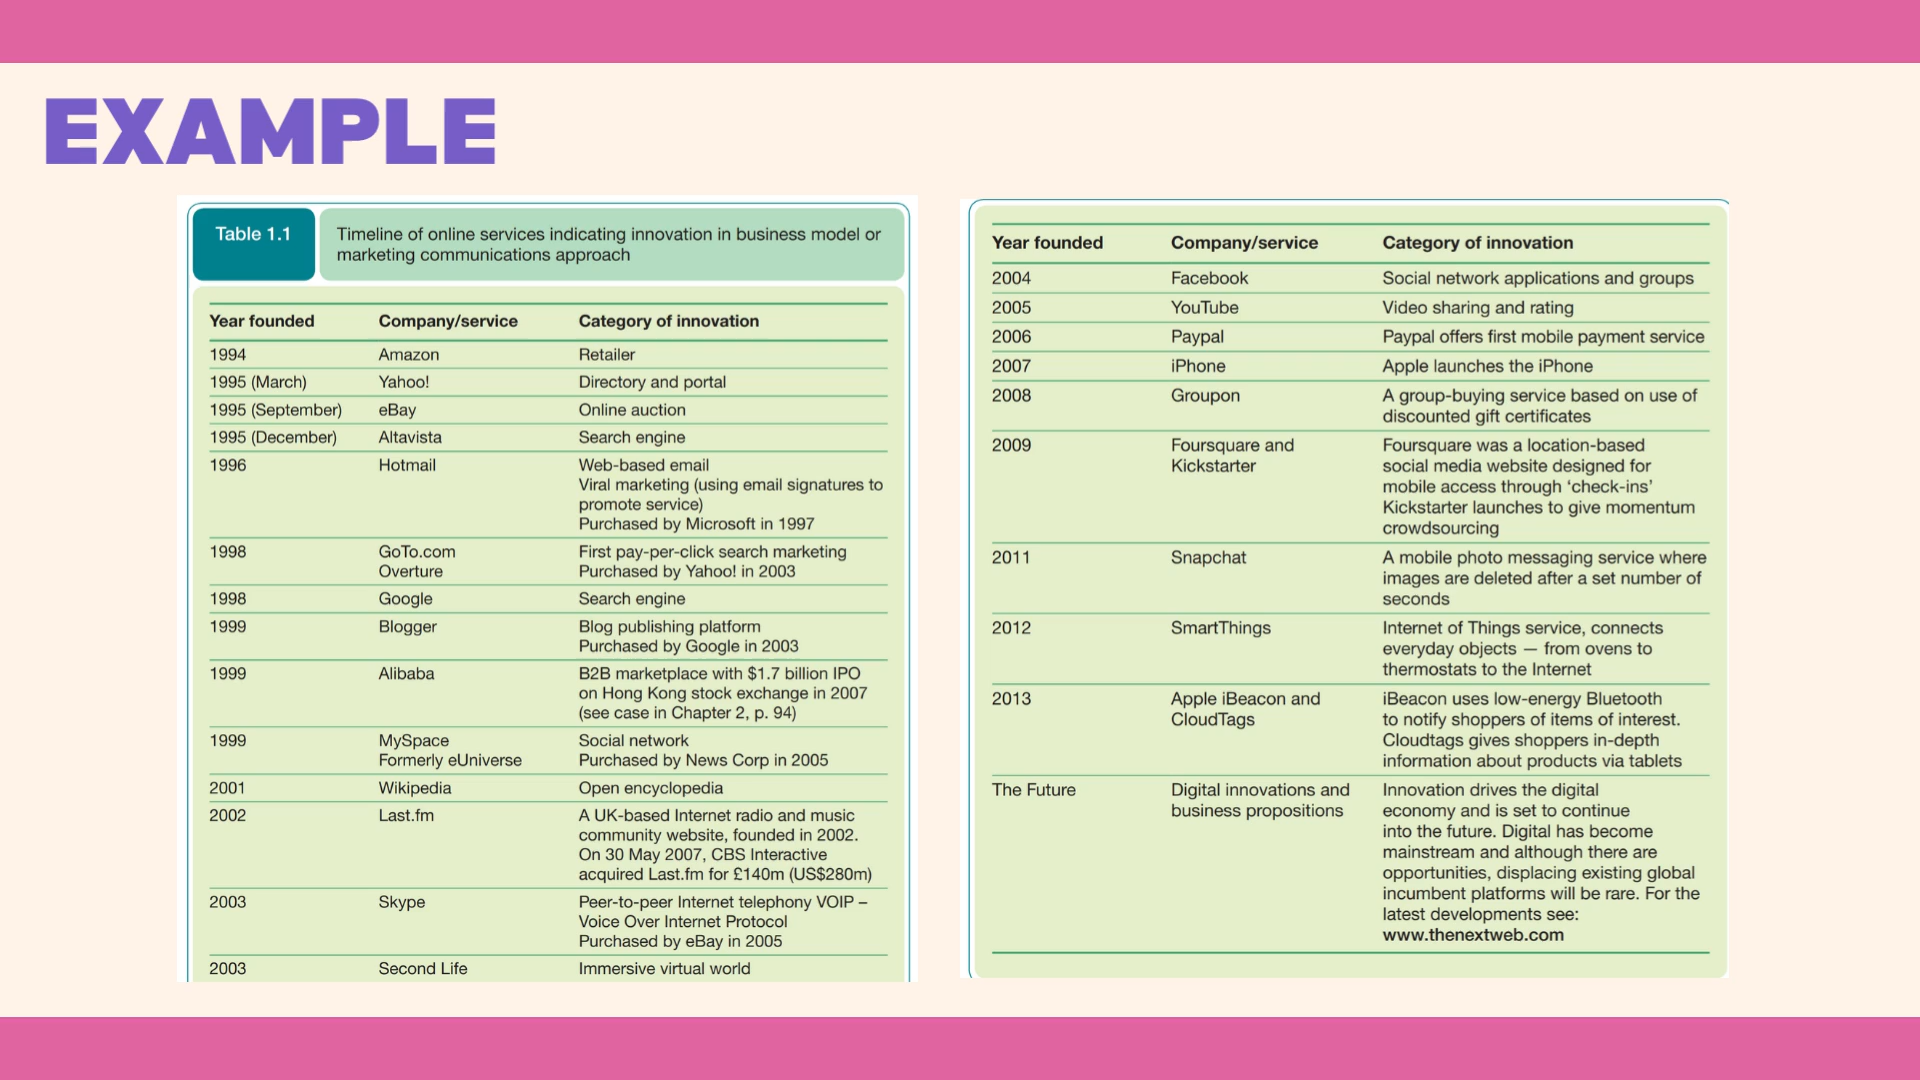 EXAMPLE
Table 1.1
Timeline of online services indicating innovation in business model or
marketing communications approach
Year founded Company/service Category of innovation
1994 Amazon Retailer
1995 (March) Yahoo! Directory and portal
1995 (September) eBay Online auction
1995 (December) Altavista Search engine
1996 Hotmail Web-based email
Viral marketing (using email signatures to
promote service)
Purchased by Microsoft in 1997
1998 GoTo.com First pay-per-click search marketing
Overture Purchased by Yahoo! in 2003
1998 Google Search engine
1999 Blogger Blog publishing platform
Purchased by Google in 2003
1999 Alibaba B2B marketplace with $1.7 billion IPO
on Hong Kong stock exchange in 2007
(see case in Chapter 2, p. 94)
1999 MySpace Social network
Formerly eUniverse Purchased by News Corp in 2005
2001 Wikipedia Open encyclopedia
2002 Last.fm A UK-based Internet radio and music
community website, founded in 2002.
On 30 May 2007, CBS Interactive
acquired Last.fm for £140m (US$280m)
2003 Skype Peer-to-peer Internet telephony VOIP –
Voice Over Internet Protocol
Purchased by eBay in 2005
2003 Second Life Immersive virtual world
Year founded Company/service Category of innovation
2004 Facebook Social network applications and groups
2005 YouTube Video sharing and rating
2006 Paypal Paypal offers first mobile payment service
2007 iPhone Apple launches the iPhone
2008 Groupon A group-buying service based on use of
discounted gift certificates
2009 Foursquare and Foursquare was a location-based
Kickstarter social media website designed for
mobile access through ‘check-ins’
Kickstarter launches to give momentum
crowdsourcing
2011 Snapchat A mobile photo messaging service where
images are deleted after a set number of
seconds
2012 SmartThings Internet of Things service, connects
everyday objects — from ovens to
thermostats to the Internet
2013 Apple iBeacon and iBeacon uses low-energy Bluetooth
CloudTags to notify shoppers of items of interest.
Cloudtags gives shoppers in-depth
information about products via tablets
The Future Digital innovations and Innovation drives the digital
business propositions economy and is set to continue
into the future. Digital has become
mainstream and although there are
opportunities, displacing existing global
incumbent platforms will be rare. For the
latest developments see:
www.thenextweb.com